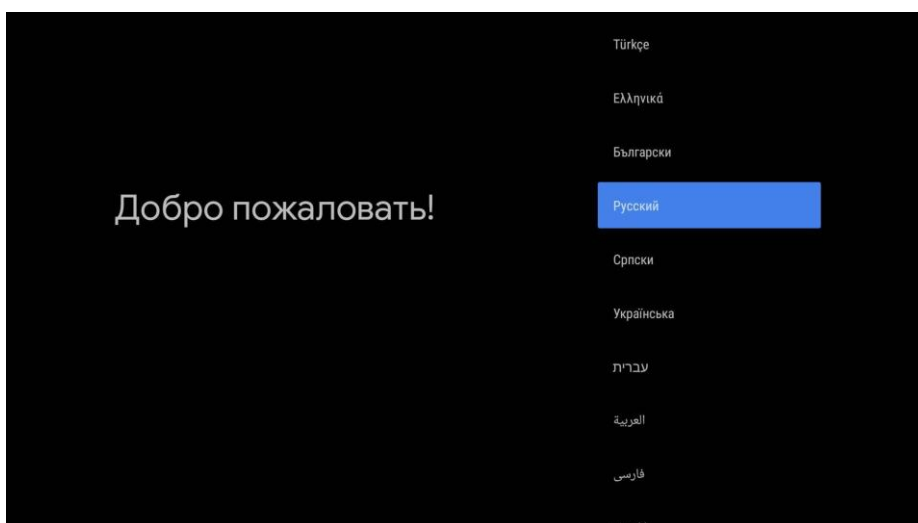 Добро пожаловать!
Türkçe
Ελληνικά
Български
Русский
Српски
Українська
עברית
العربية
فارسی